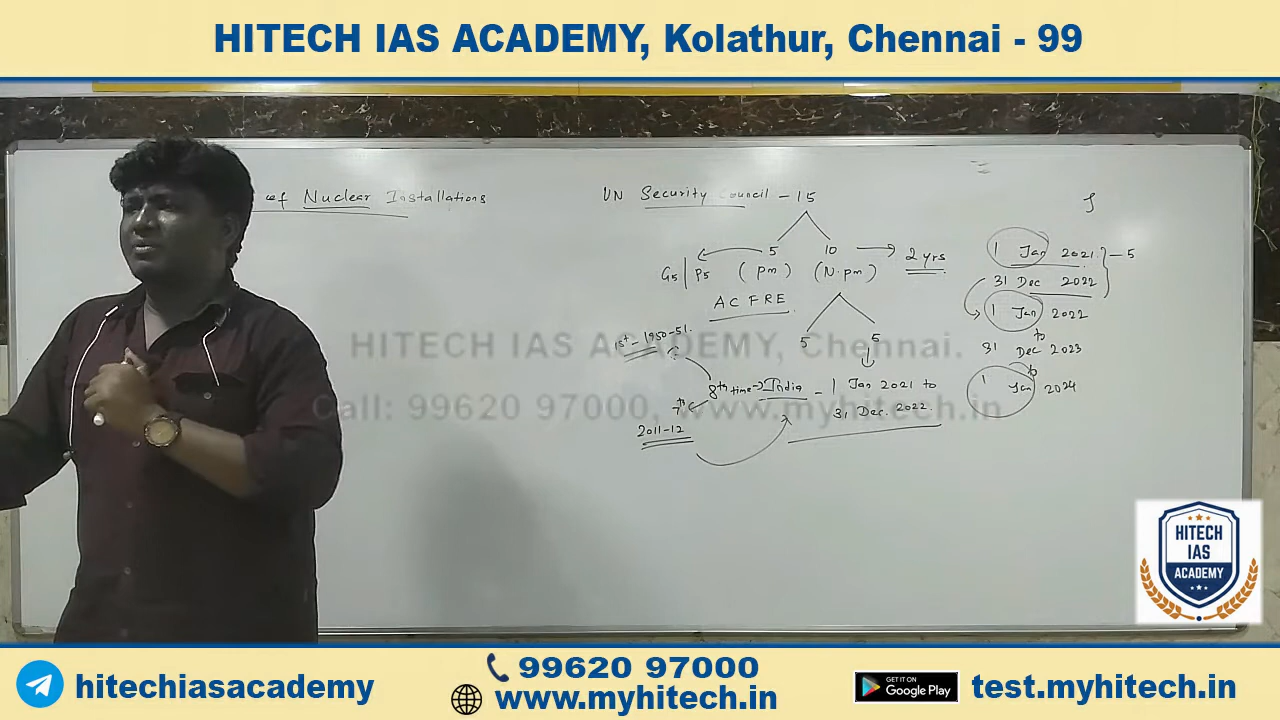 HITECH IAS ACADEMY, Kolathur, Chennai - 99
of Nuclear Installations
UN Security Council - 15
5 10
G5 | P5 (pm) (N.pm) 2 yrs
ACFRE
5 5
1st - 1950-51.
8th time → India - 1 Jan 2021 to
31 Dec. 2022.
7th
2011-12
1 Jan 2021. } - 5
31 Dec 2022
1 Jan 2022
to
31 Dec 2023
to
1 Jan 2024
HITECH IAS ACADEMY, Chennai.
Call: 99620 97000, www.myhitech.in
HITECH
IAS
ACADEMY
hitechiasacademy
99620 97000
www.myhitech.in
GET IT ON
Google Play
test.myhitech.in